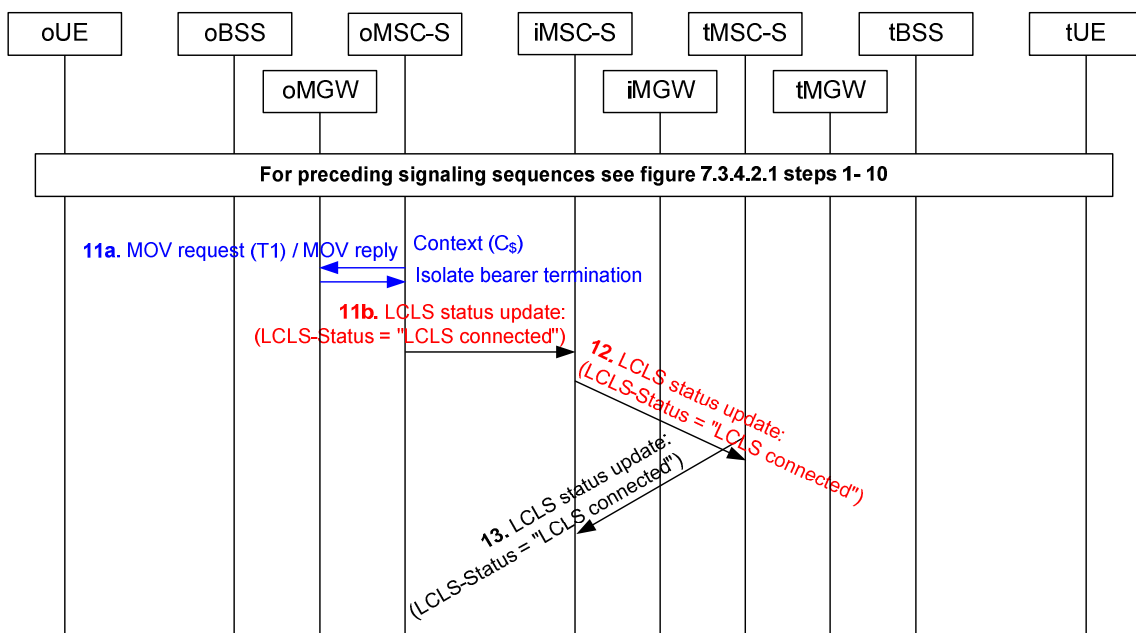 oUE
oBSS
oMSC-S
iMSC-S
tMSC-S
tBSS
tUE
oMGW
iMGW
tMGW
For preceding signaling sequences see figure 7.3.4.2.1 steps 1- 10
11a. MOV request (T1) / MOV reply
Context (C$)
Isolate bearer termination
11b. LCLS status update:
(LCLS-Status = "LCLS connected")
12. LCLS status update:
(LCLS-Status = "LCLS connected")
13. LCLS status update:
(LCLS-Status = "LCLS connected")